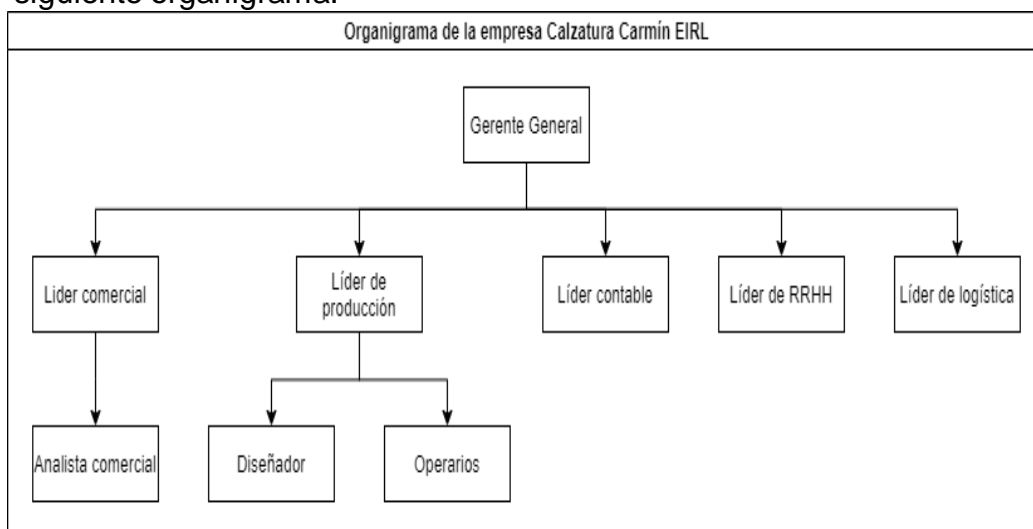 siguiente organigrama:
Organigrama de la empresa Calzatura Carmín EIRL
Gerente General
Lider comercial
Líder de
producción
Líder contable
Líder de RRHH
Líder de logística
Analista comercial
Diseñador
Operarios